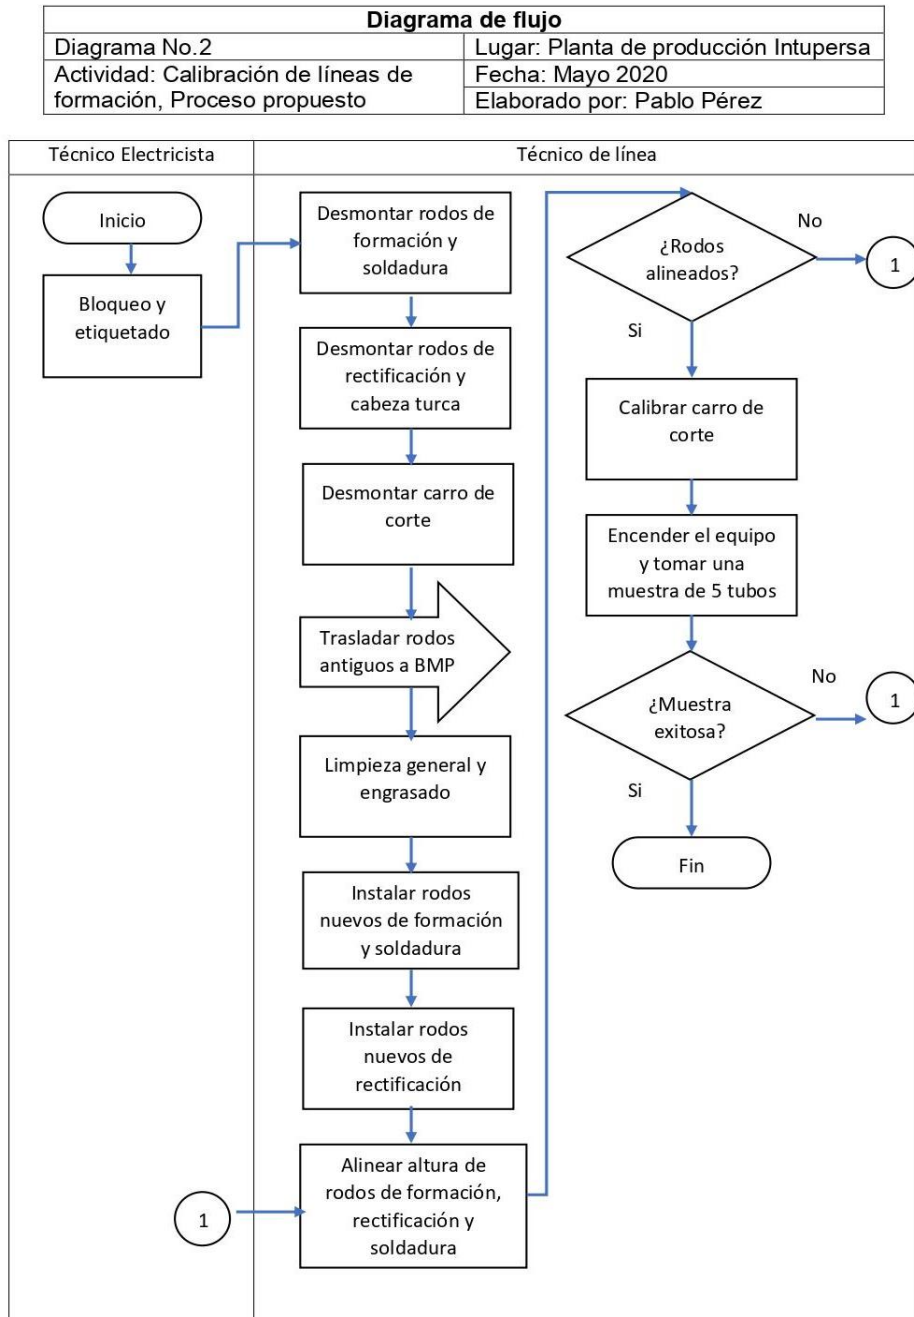 Diagrama de flujo
Diagrama No.2
Lugar: Planta de producción Intupersa
Actividad: Calibración de líneas de
formación, Proceso propuesto
Fecha: Mayo 2020
Elaborado por: Pablo Pérez
Técnico Electricista
Técnico de línea
Inicio
Bloqueo y
etiquetado
Desmontar rodos de
formación y
soldadura
Desmontar rodos de
rectificación y
cabeza turca
Desmontar carro de
corte
Trasladar rodos
antiguos a BMP
Limpieza general y
engrasado
Instalar rodos
nuevos de formación
y soldadura
Instalar rodos
nuevos de
rectificación
1
Alinear altura de
rodos de formación,
rectificación y
soldadura
¿Rodos
alineados?
No
1
Si
Calibrar carro de
corte
Encender el equipo
y tomar una
muestra de 5 tubos
¿Muestra
exitosa?
No
1
Si
Fin